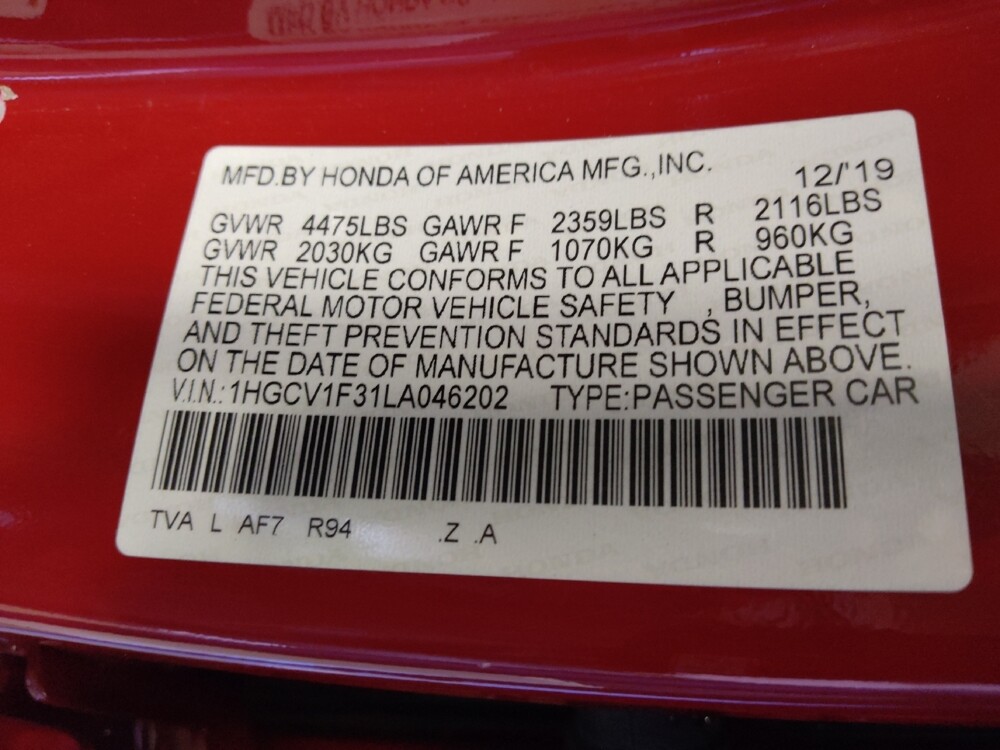 MFD.BY HONDA OF AMERICA MFG.,INC. 12/'19
GVWR 4475LBS GAWR F 2359LBS R 2116LBS
GVWR 2030KG GAWR F 1070KG R 960KG
THIS VEHICLE CONFORMS TO ALL APPLICABLE
FEDERAL MOTOR VEHICLE SAFETY , BUMPER,
AND THEFT PREVENTION STANDARDS IN EFFECT
ON THE DATE OF MANUFACTURE SHOWN ABOVE.
V.I.N.:1HGCV1F31LA046202 TYPE:PASSENGER CAR
TVA L AF7 R94 .Z .A